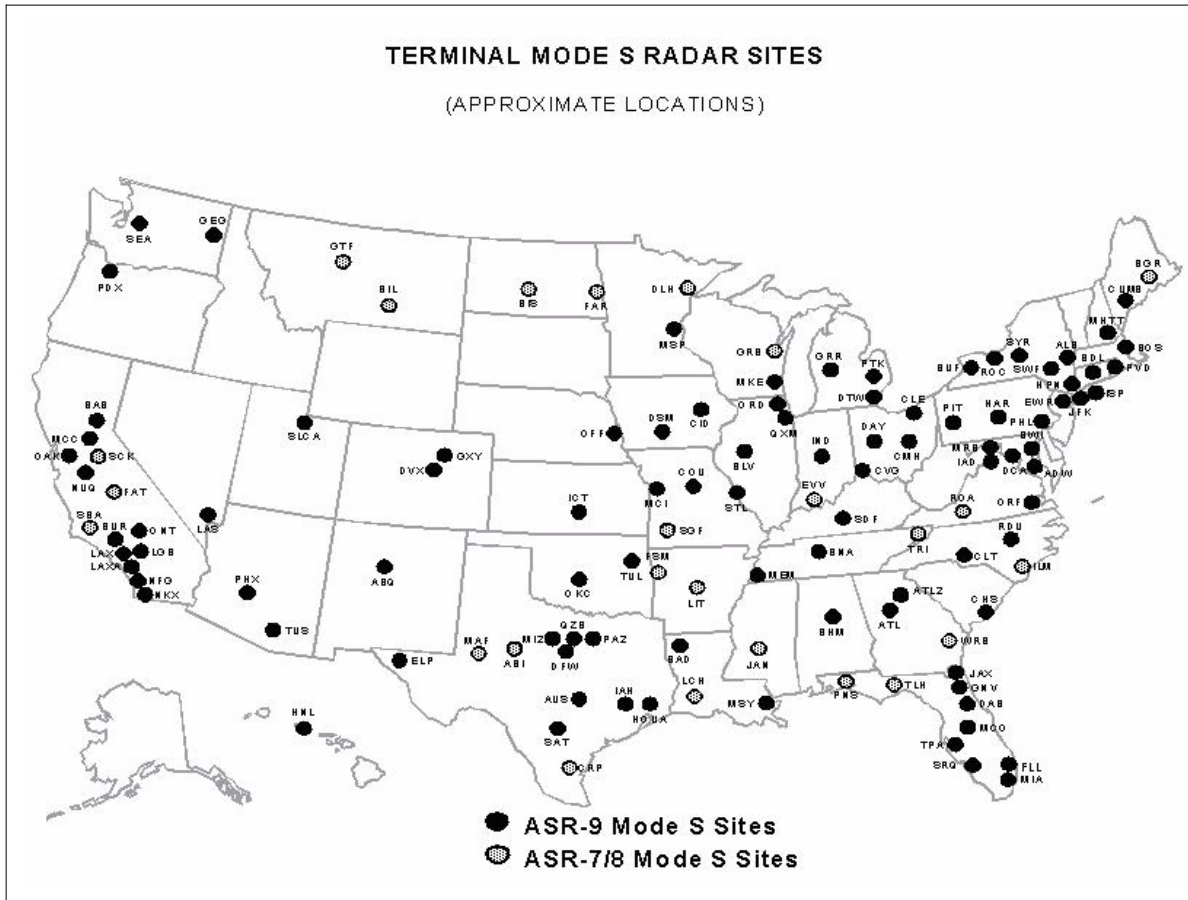 TERMINAL MODE S RADAR SITES
(APPROXIMATE LOCATIONS)
SEA
GEG
PDX
GTF
BIL
BIS
FAR
DLH
MSP
GRB
MKE
GRR
PTK
DTW
ORD
QXM
BGR
CUMB
MHTT
BOS
ALB
SYR
BDL
PVD
BUF
ROC
SWF
HPN
ISP
EWR
JFK
BAB
MCC
OAK
SCK
NUQ
FAT
SBA
BUR
ONT
LAX
LGB
LAXA
NFG
NKX
SLCA
LAS
DVX
GXY
OFF
DSM
CID
BLV
IND
DAY
CLE
CMH
CVG
PIT
HAR
PHL
MRB
BWI
IAD
DCA
ADW
COU
MCI
STL
EVV
SDF
ROA
ORF
RDU
ICT
SGF
FSM
TUL
OKC
LIT
MEM
BNA
TRI
CLT
ILM
PHX
TUS
ABQ
ELP
MAF
ABI
MIZ
QZB
PAZ
DFW
BAD
JAN
BHM
ATL
ATLZ
CHS
WRB
AUS
IAH
HOUA
LCH
MSY
PNS
TLH
JAX
GNV
DAB
MCO
TPA
SRQ
FLL
MIA
SAT
CRP
HNL
ASR-9 Mode S Sites
ASR-7/8 Mode S Sites